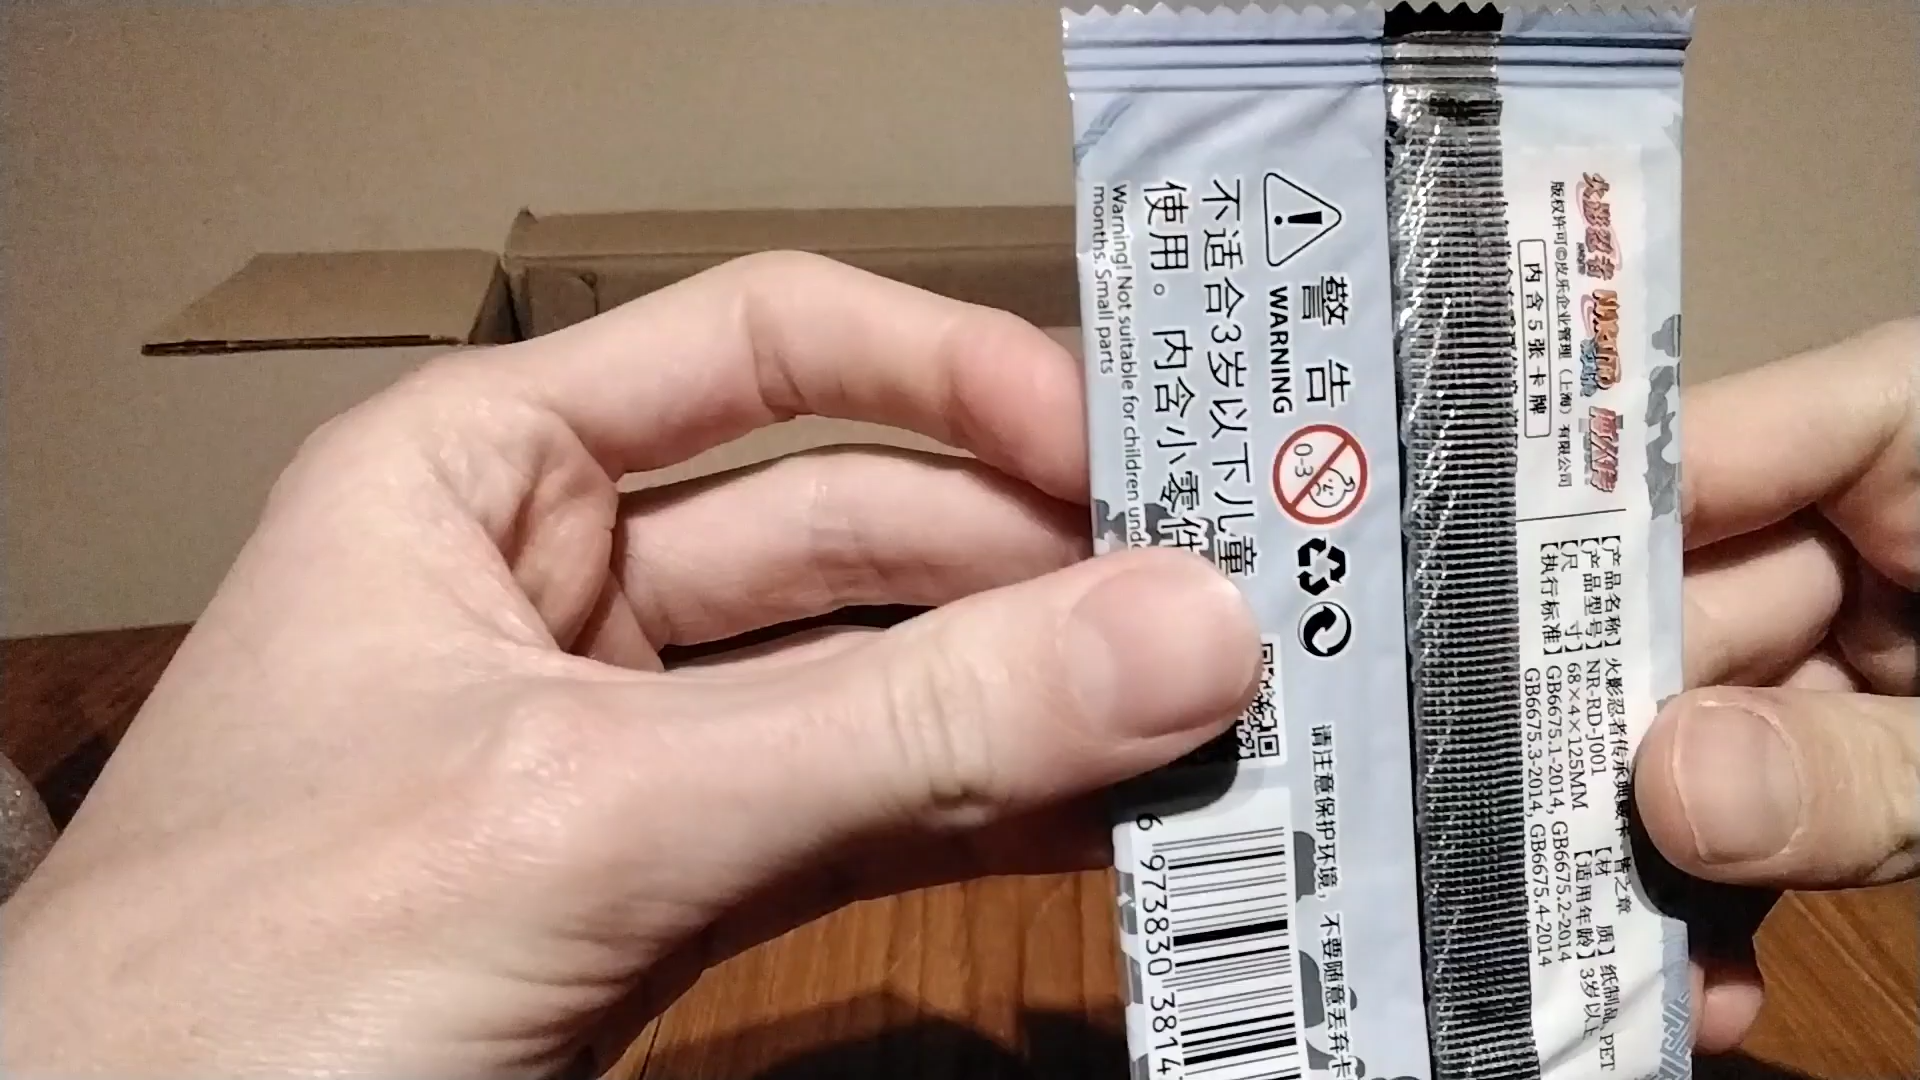 火影忍者 NARUTO 疾风传
版权许可©皮乐企业管理（上海）有限公司
内含5张卡牌
【产品名称】火影忍者传承典藏卡
【产品型号】NR-RD-J001
【尺 寸】68×4×125MM
【执行标准】GB6675.1-2014, GB6675.2-2014
GB6675.3-2014, GB6675.4-2014
【材 质】纸制品、PET
【适用年龄】3岁以上
警告
WARNING
0-3
不适合3岁以下儿童
使用。内含小零件
Warning! Not suitable for children unde
months. Small parts
请注意保护环境，不要随意丢弃卡
6 973830 3814